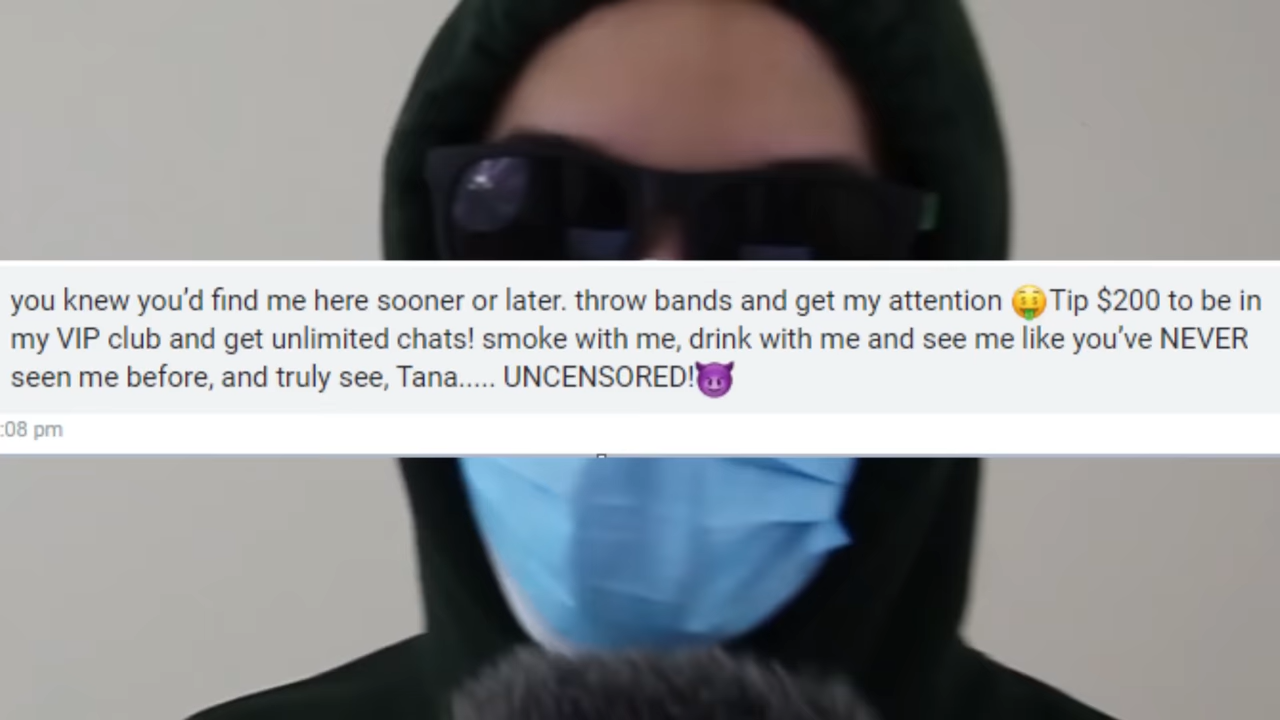 you knew you’d find me here sooner or later. throw bands and get my attention 🤑Tip $200 to be in
my VIP club and get unlimited chats! smoke with me, drink with me and see me like you’ve NEVER
seen me before, and truly see, Tana..... UNCENSORED!😈
:08 pm